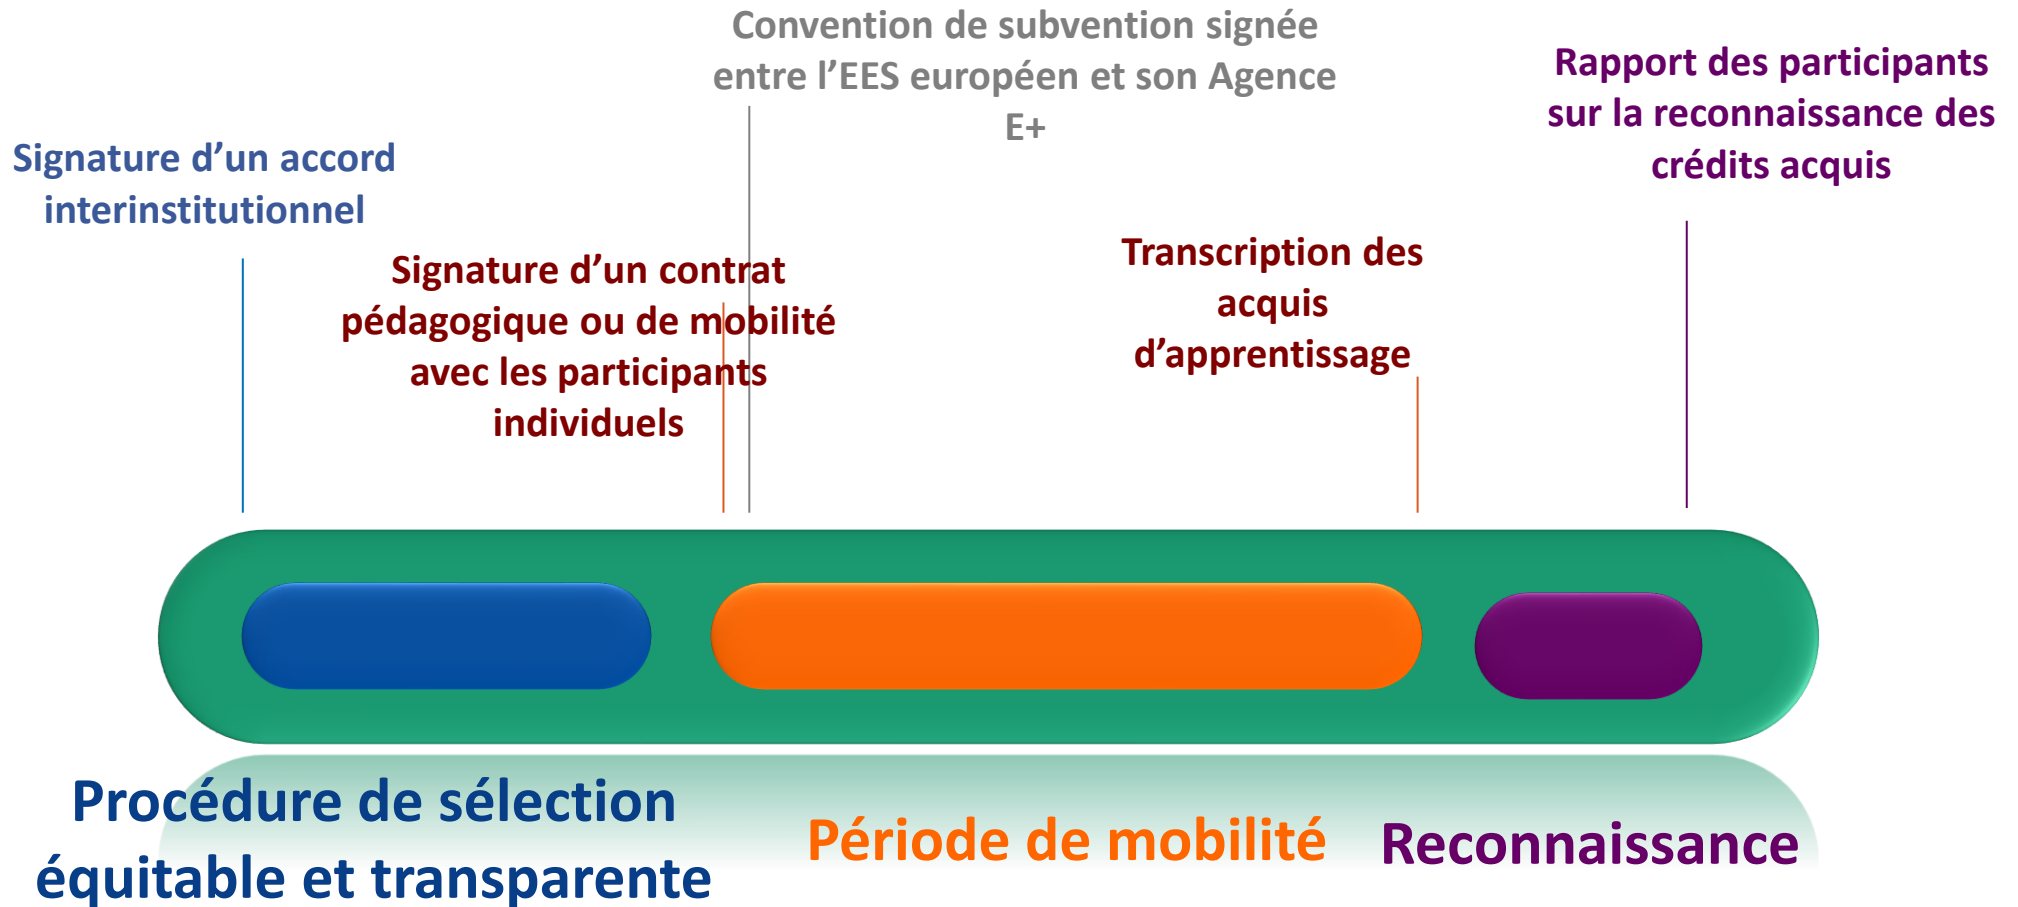 Convention de subvention signée
entre l’EES européen et son Agence
E+
Rapport des participants
sur la reconnaissance des
crédits acquis
Signature d’un accord
interinstitutionnel
Signature d’un contrat
pédagogique ou de mobilité
avec les participants
individuels
Transcription des
acquis
d’apprentissage
Procédure de sélection
équitable et transparente
Période de mobilité
Reconnaissance